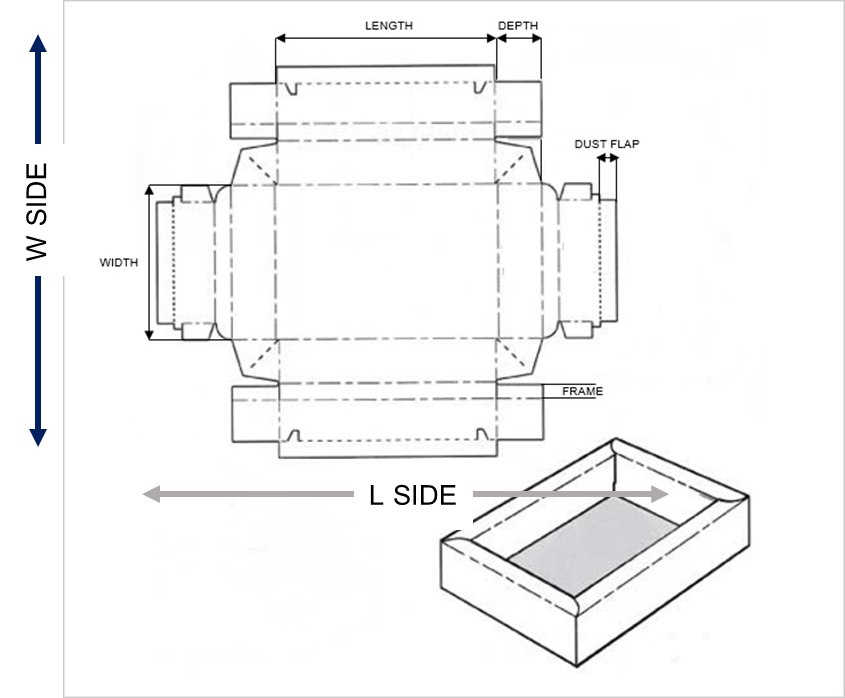 LENGTH
DEPTH
DUST FLAP
W SIDE
WIDTH
FRAME
L SIDE